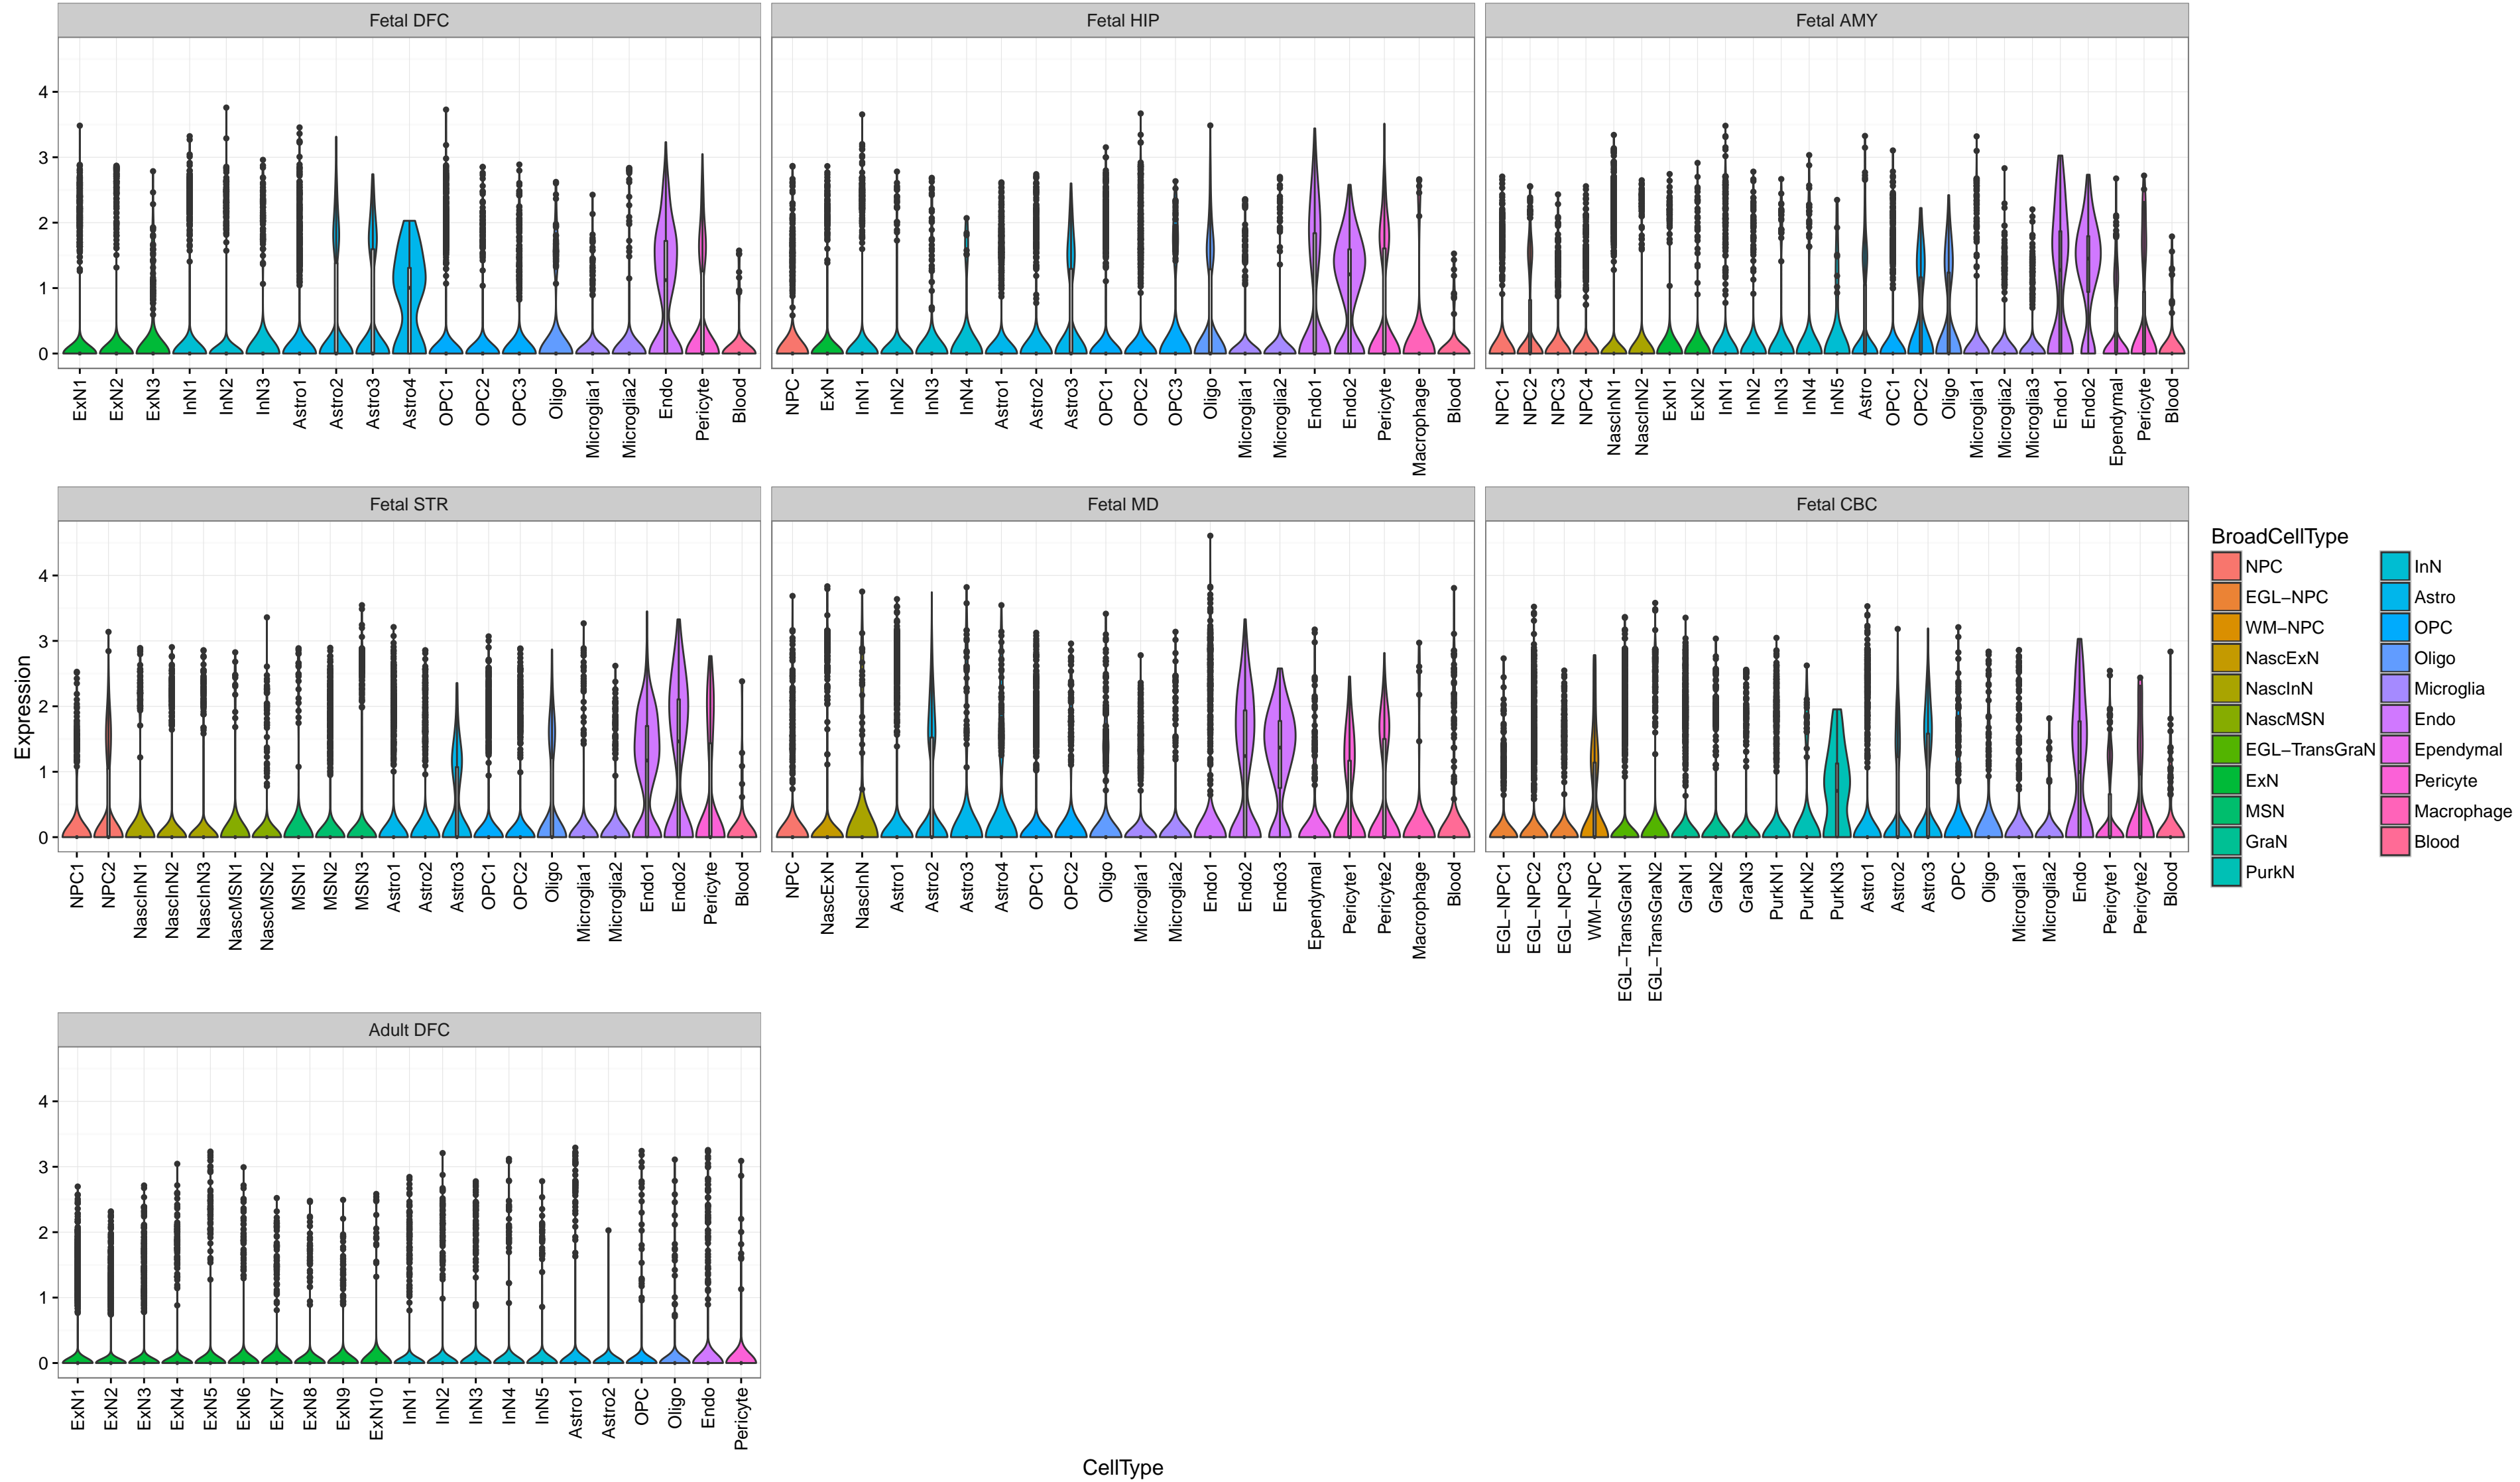 Fetal DFC
Fetal HIP
Fetal AMY
4
3
2
1
0
ExN1 ExN2 ExN3 InN1 InN2 InN3 Astro1 Astro2 Astro3 Astro4 OPC1 OPC2 OPC3 Oligo Microglia1 Microglia2 Endo Pericyte Blood
NPC ExN InN1 InN2 InN3 InN4 Astro1 Astro2 Astro3 OPC1 OPC2 OPC3 Oligo Microglia1 Microglia2 Endo1 Endo2 Pericyte Macrophage Blood
NPC1 NPC2 NPC3 NPC4 NascInN1 NascInN2 ExN1 ExN2 InN1 InN2 InN3 InN4 InN5 Astro OPC1 OPC2 Oligo Microglia1 Microglia2 Microglia3 Endo1 Endo2 Ependymal Pericyte Blood
Fetal STR
Fetal MD
Fetal CBC
Expression
4
3
2
1
0
NPC1 NPC2 NascInN1 NascInN2 NascInN3 NascMSN1 NascMSN2 MSN1 MSN2 MSN3 Astro1 Astro2 Astro3 OPC1 OPC2 Oligo Microglia1 Microglia2 Endo1 Endo2 Pericyte Blood
NPC NascExN NascInN Astro1 Astro2 Astro3 Astro4 OPC1 OPC2 Oligo Microglia1 Microglia2 Endo1 Endo2 Endo3 Ependymal Pericyte1 Pericyte2 Macrophage Blood
EGL−NPC1 EGL−NPC2 EGL−NPC3 WM−NPC EGL−TransGraN1 EGL−TransGraN2 GraN1 GraN2 GraN3 PurkN1 PurkN2 PurkN3 Astro1 Astro2 Astro3 OPC Oligo Microglia1 Microglia2 Endo Pericyte1 Pericyte2 Blood
BroadCellType
NPC
EGL−NPC
WM−NPC
NascExN
NascInN
NascMSN
EGL−TransGraN
ExN
MSN
GraN
PurkN
InN
Astro
OPC
Oligo
Microglia
Endo
Ependymal
Pericyte
Macrophage
Blood
Adult DFC
4
3
2
1
0
ExN1 ExN2 ExN3 ExN4 ExN5 ExN6 ExN7 ExN8 ExN9 ExN10 InN1 InN2 InN3 InN4 InN5 Astro1 Astro2 OPC Oligo Endo Pericyte
CellType